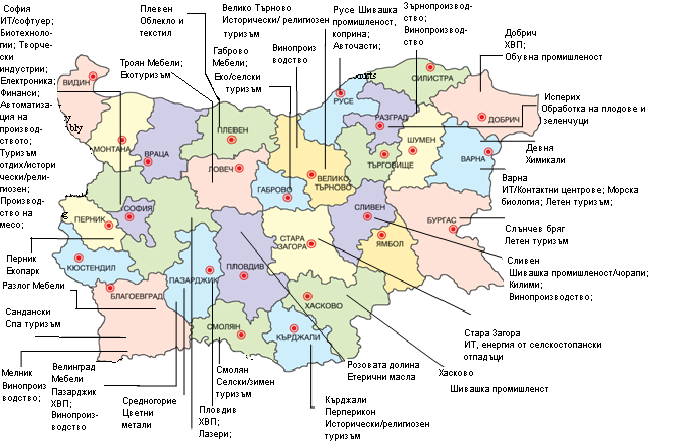 София
ИТ/софтуер;
Биотехноло-
гии; Творче-
ски
индустрии;
Електроника;
Финанси;
Автоматиза-
ция на
производ-
ството;
Туризъм
отдих/истори-
чески/рели-
гиозен;
Произвос-
тво на
месо;
Плевен
Облекло и
текстил
Троян Мебели;
Екотуризъм
Велико Търново
Исторически/ религиозен
туризъм
Габрово
Мебели;
Еко/селски
туризъм
Винопроиз
водство
Русе Шивашка
промишленост,
коприна;
Авточасти;
Зърнопроизвод-
ство;
Винопроизвод-
ство
Добрич
ХВП;
Обувна промишленост
Исперих
Обработка на плодове и
зеленчуци
Девня
Химикали
Варна
ИТ/Контактни центрове; Морска
биология; Летен туризъм;
Слънчев бряг
Летен туризъм
Сливен
Шивашка промишленост/чорапи;
Килими;
Винопроизводство;
Стара Загора
ИТ, енергия от селскостопански
отпадъци
Хасково
Шивашка промишленст
Розовата долина
Етерични масла
Кърджали
Перперикон
Исторически/религиозен
туризъм
Смолян
Селски/зимен
туризъм
Пловдив
ХВП;
Лазери;
Средногорие
Цветни
метали
Велинград
Мебели
Пазарджик
ХВП;
Винопроиз-
водство
Мелник
Винопроиз
водство;
Сандански
Спа туризъм
Разлог Мебели
Перник
Екопарк
ВИДИН
МОНТАНА
ВРАЦА
ПЛЕВЕН
ЛОВЕЧ
ГАБРОВО
ВЕЛИКО
ТЪРНОВО
РУСЕ
РАЗГРАД
СИЛИСТРА
ДОБРИЧ
ШУМЕН
ТЪРГОВИЩЕ
ВАРНА
СОФИЯ
ПЕРНИК
КЮСТЕНДИЛ
БЛАГОЕВГРАД
ПАЗАРДЖИК
ПЛОВДИВ
СТАРА
ЗАГОРА
СЛИВЕН
ЯМБОЛ
БУРГАС
ХАСКОВО
СМОЛЯН
КЪРДЖАЛИ